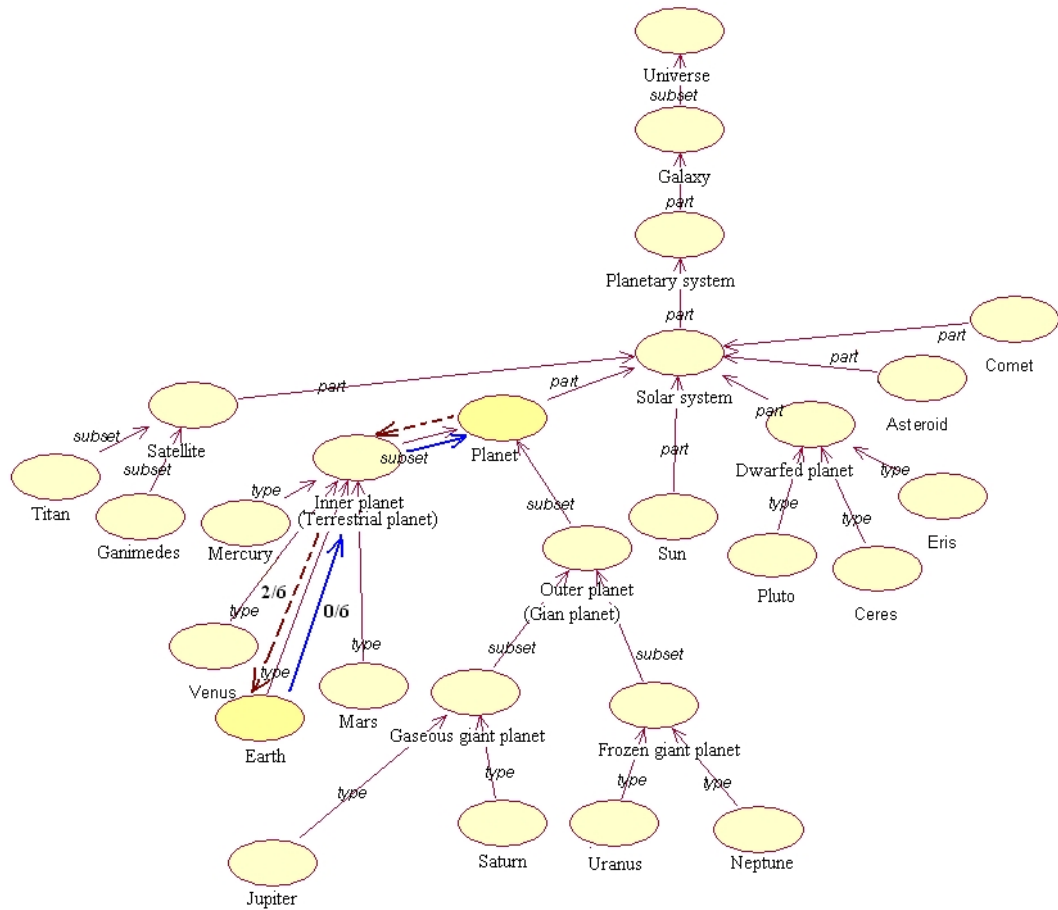 Universe
subset
Galaxy
part
Planetary system
part
Solar system
part
Comet
part
Asteroid
part
Satellite
subset
Titan
subset
Ganimedes
part
Planet
subset
Inner planet
(Terrestrial planet)
type
Mercury
type
Venus
2/6
0/6
type
Earth
type
Mars
part
Sun
part
Dwarfed planet
type
Pluto
type
Ceres
type
Eris
subset
Outer planet
(Gian planet)
subset
Gaseous giant planet
subset
Frozen giant planet
type
Jupiter
type
Saturn
type
Uranus
type
Neptune